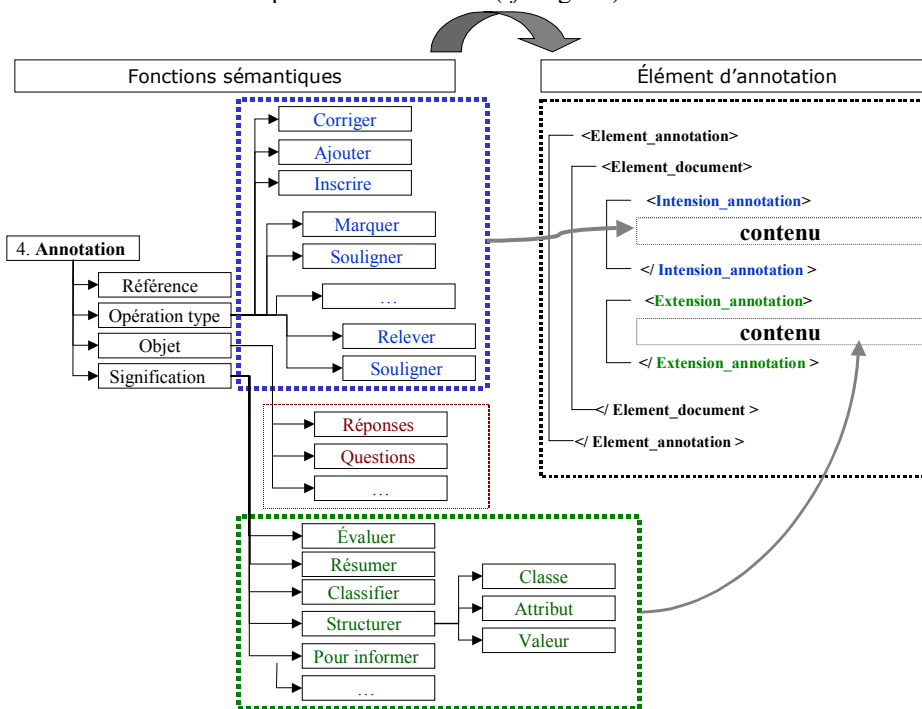 Fonctions sémantiques
Élément d'annotation
4. Annotation
Référence
Opération type
Objet
Signification
Corriger
Ajouter
Inscrire
Marquer
Souligner
…
Relever
Souligner
Réponses
Questions
…
Évaluer
Résumer
Classifier
Structurer
Pour informer
…
Classe
Attribut
Valeur
<Element_annotation>
<Element_document>
<Intension_annotation>
contenu
</ Intension_annotation >
<Extension_annotation>
contenu
</ Extension_annotation >
</ Element_document >
</ Element_annotation >